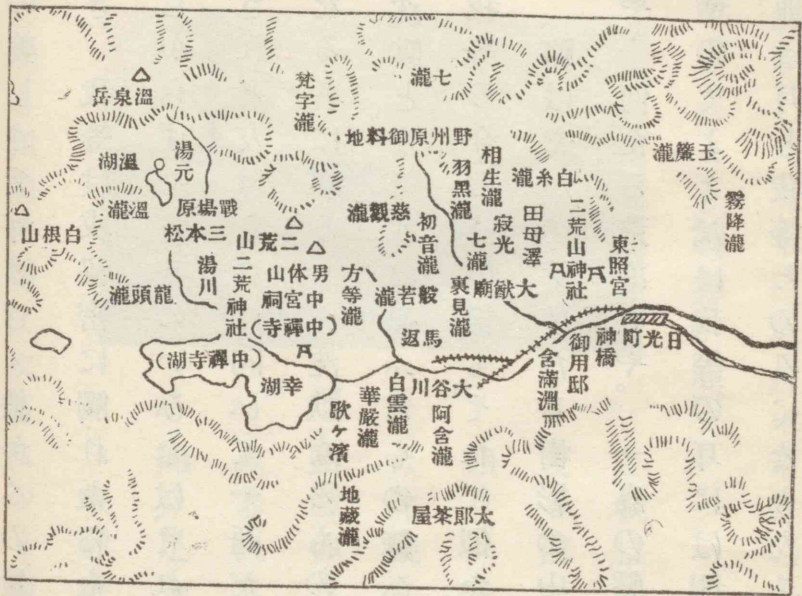 七瀧
梵字瀧
溫泉岳
野州原御料地
玉簾瀧
湯元
溫湖
羽黑瀧
相生瀧
白糸瀧
霧降瀧
戰場原
溫瀧
慈觀瀧
初音瀧
寂光
七瀧
田母澤
二荒山神社
東照宮
白根山
三本松
二荒山
男体山
中宮祠
(中禪寺)
方等瀧
般若瀧
裏見瀧
大猷廟
湯川
二荒神社
龍頭瀧
馬返
神橋
日光町
御用邸
含滿淵
(中禪寺湖)
幸湖
大谷川
白雲瀧
阿含瀧
華嚴瀧
歌ヶ濱
地蔵瀧
太郎茶屋